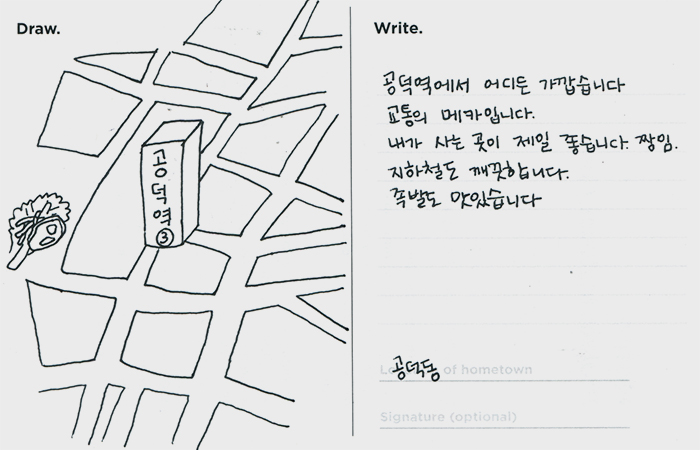 Draw.
공덕역
③
Write.
공덕역에서 어디든 가깝습니다
교통의 메카입니다.
내가 사는 곳이 제일 좋습니다. 짱임.
지하철도 깨끗합니다.
족발도 맛있습니다
공덕동
of hometown
Signature (optional)